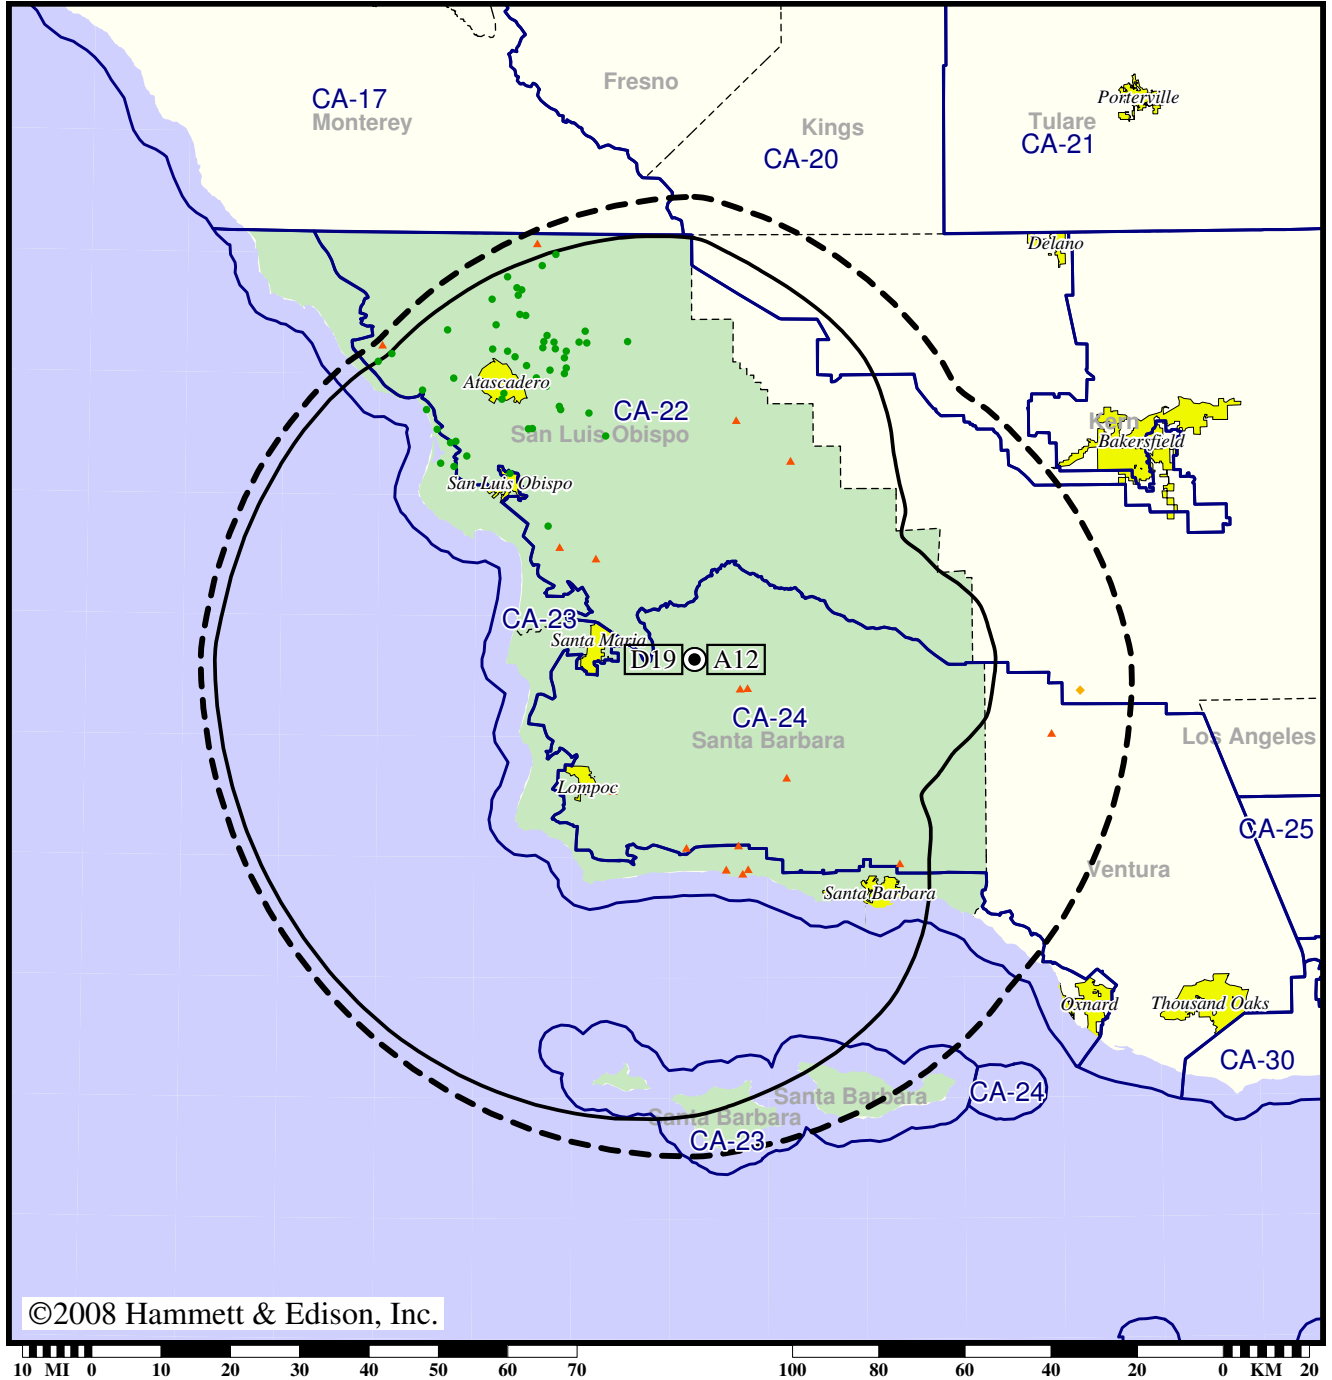 Fresno
CA-17
Monterey
Porterville
Kings
Tulare
CA-20
CA-21
Delano
Atascadero
CA-22
San Luis Obispo
Kern
Bakersfield
San Luis Obispo
CA-23
Santa Maria
D19
A12
CA-24
Santa Barbara
Los Angeles
Lompoc
CA-25
Ventura
Santa Barbara
Oxnard
Thousand Oaks
CA-30
Santa Barbara
CA-24
Santa Barbara
CA-23
©2008 Hammett & Edison, Inc.
10 MI 0 10 20 30 40 50 60 70 100 80 60 40 20 0 KM 20